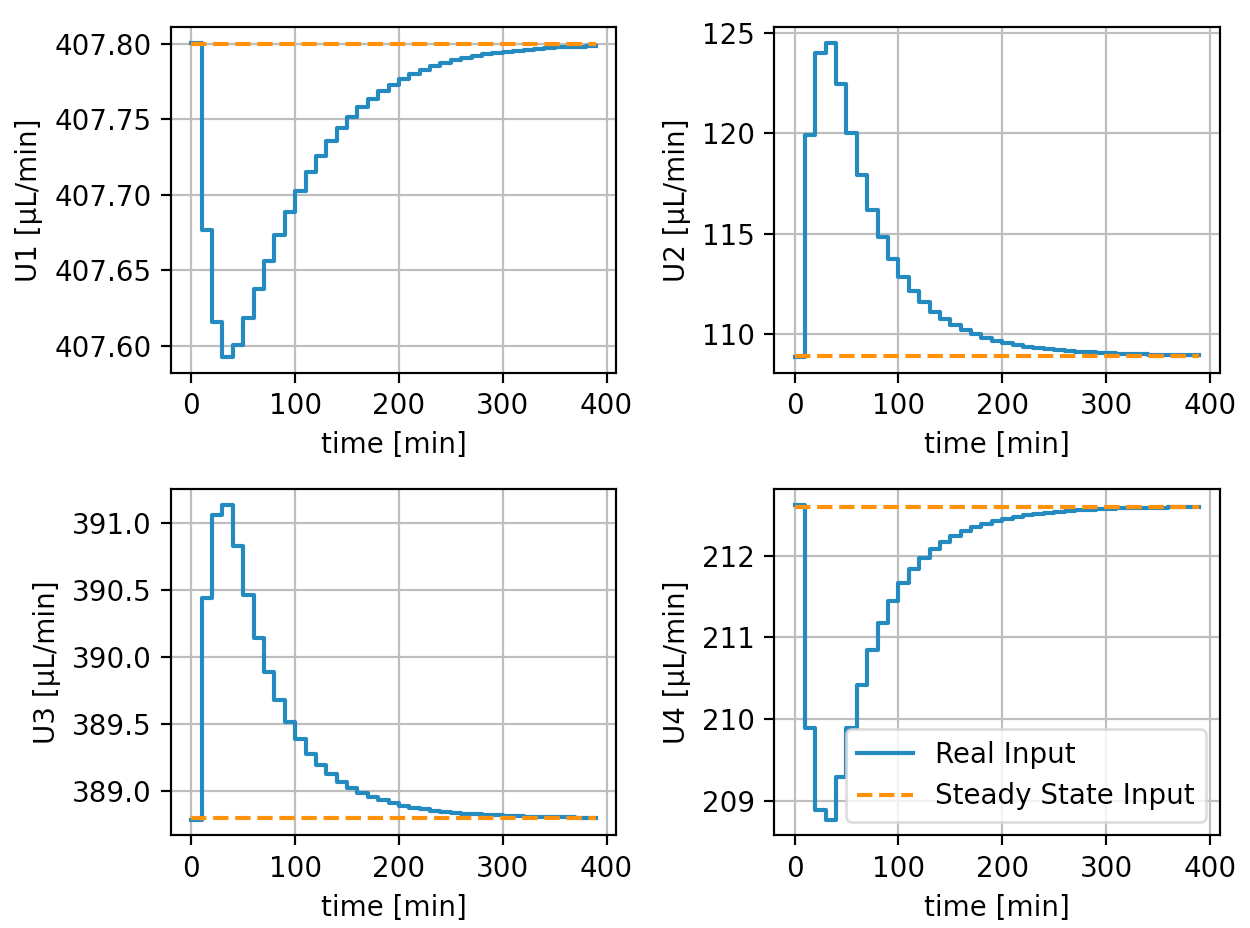 407.80
407.75
407.70
407.65
407.60
U1 [µL/min]
0 100 200 300 400
time [min]
125
120
115
110
U2 [µL/min]
0 100 200 300 400
time [min]
391.0
390.5
390.0
389.5
389.0
U3 [µL/min]
0 100 200 300 400
time [min]
212
211
210
209
U4 [µL/min]
Real Input
Steady State Input
0 100 200 300 400
time [min]